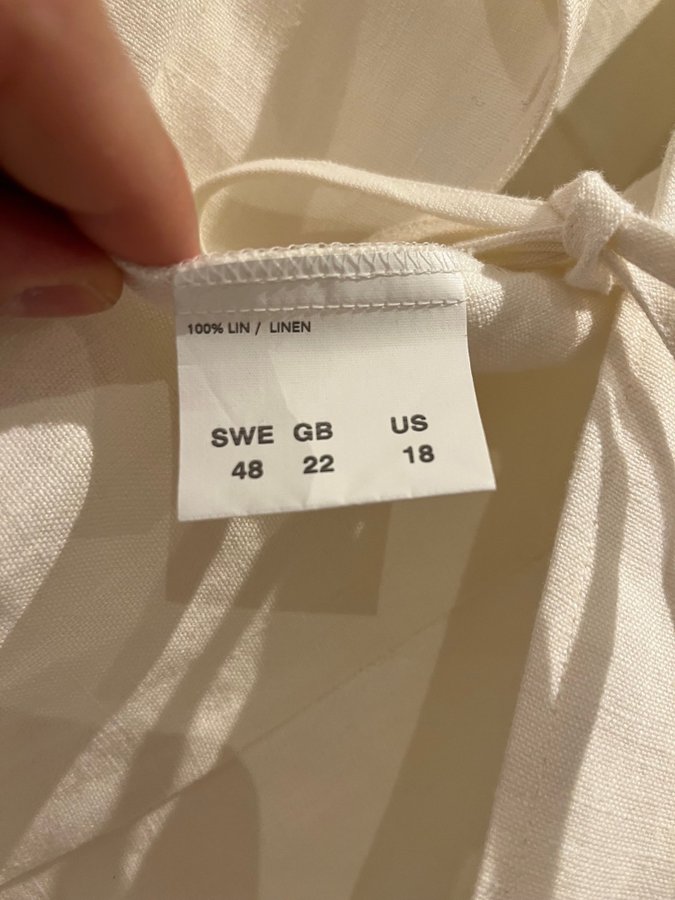 100% LIN / LINEN
SWE GB US
48 22 18